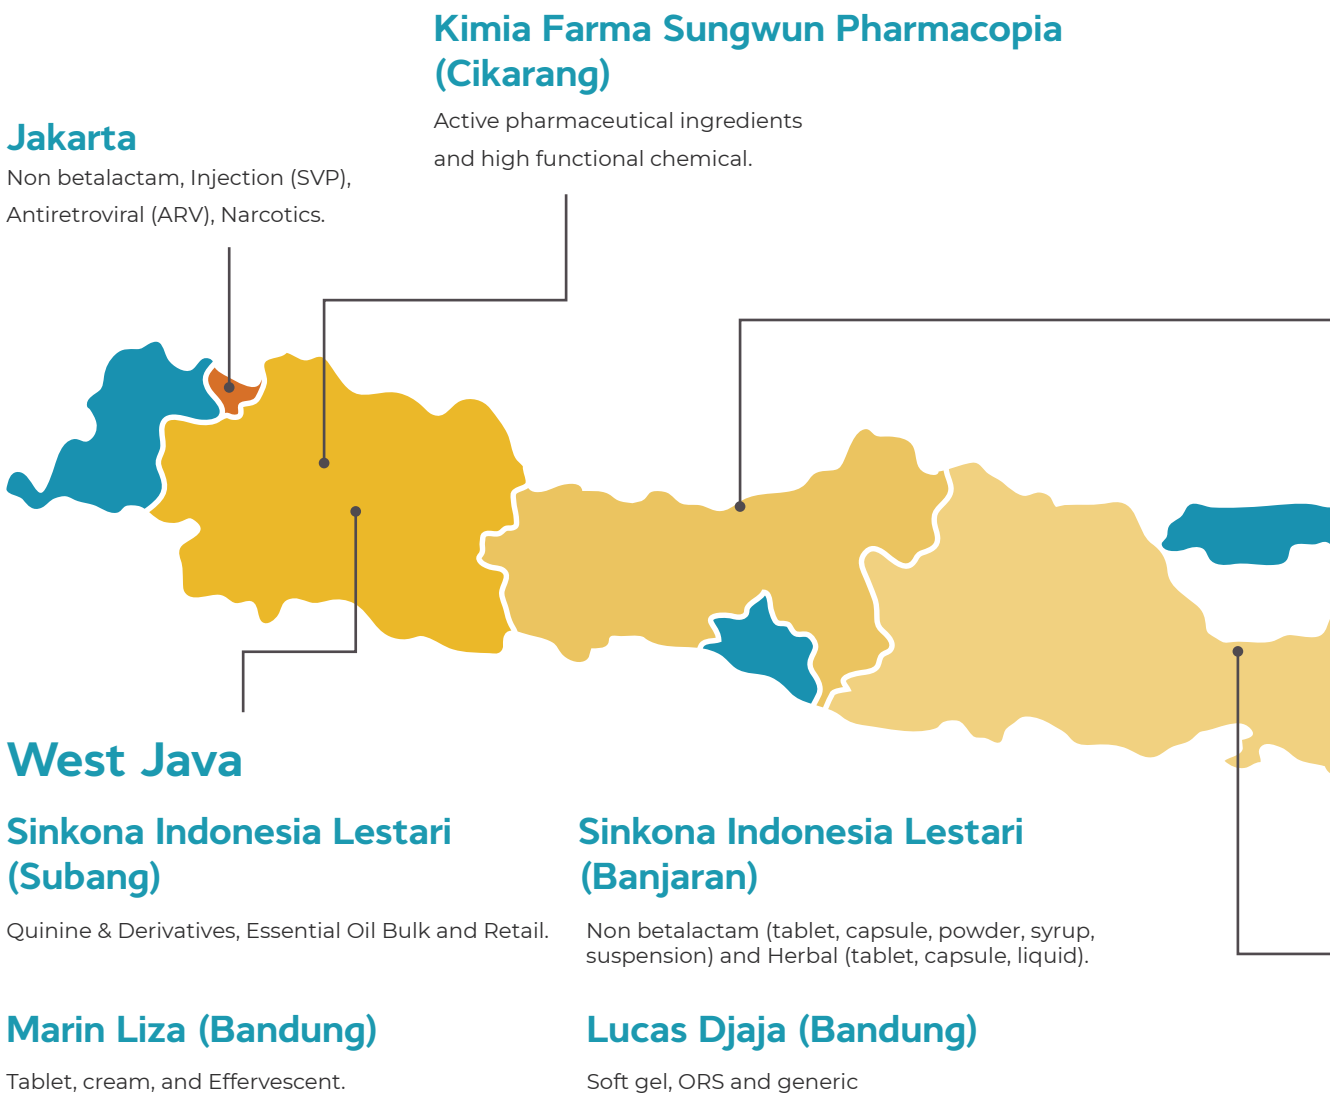 Kimia Farma Sungwun Pharmacopia
(Cikarang)
Active pharmaceutical ingredients
and high functional chemical.
Jakarta
Non betalactam, Injection (SVP),
Antiretroviral (ARV), Narcotics.
West Java
Sinkona Indonesia Lestari
(Subang)
Quinine & Derivatives, Essential Oil Bulk and Retail.
Sinkona Indonesia Lestari
(Banjaran)
Non betalactam (tablet, capsule, powder, syrup,
suspension) and Herbal (tablet, capsule, liquid).
Marin Liza (Bandung)
Tablet, cream, and Effervescent.
Lucas Djaja (Bandung)
Soft gel, ORS and generic